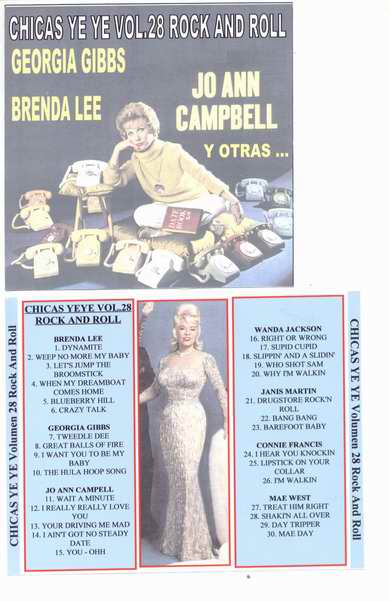 CHICAS YE YE VOL.28 ROCK AND ROLL
GEORGIA GIBBS
BRENDA LEE
JO ANN
CAMPBELL
Y OTRAS ...
DATE
BOOK
CHICAS YE YE Volumen 28 Rock And Roll
CHICAS YEYE VOL.28
ROCK AND ROLL
BRENDA LEE
1. DYNAMITE
2. WEEP NO MORE MY BABY
3. LET'S JUMP THE
BROOMSTICK
4. WHEN MY DREAMBOAT
COMES HOME
5. BLUEBERRY HILL
6. CRAZY TALK
GEORGIA GIBBS
7. TWEEDLE DEE
8. GREAT BALLS OF FIRE
9. I WANT YOU TO BE MY
BABY
10. THE HULA HOOP SONG
JO ANN CAMPELL
11. WAIT A MINUTE
12. I REALLY REALLY LOVE
YOU
13. YOUR DRIVING ME MAD
14. I AIN'T GOT NO STEADY
DATE
15. YOU - OHH
WANDA JACKSON
16. RIGHT OR WRONG
17. SUPID CUPID
18. SLIPPIN' AND A SLIDIN'
19. WHO SHOT SAM
20. WHY I'M WALKIN
JANIS MARTIN
21. DRUGSTORE ROCK'N
ROLL
22. BANG BANG
23. BAREFOOT BABY
CONNIE FRANCIS
24. I HEAR YOU KNOCKIN
25. LIPSTICK ON YOUR
COLLAR
26. I'M WALKIN
MAE WEST
27. TREAT HIM RIGHT
28. SHAKI'N ALL OVER
29. DAY TRIPPER
30. MAE DAY
CHICAS YE YE Volumen 28 Rock And Roll